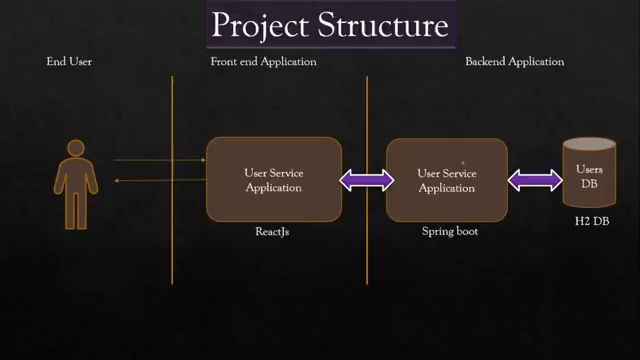 Project Structure
End User
Front end Application
Backend Application
User Service
Application
User Service
Application
Users
DB
ReactJs
Spring boot
H2 DB